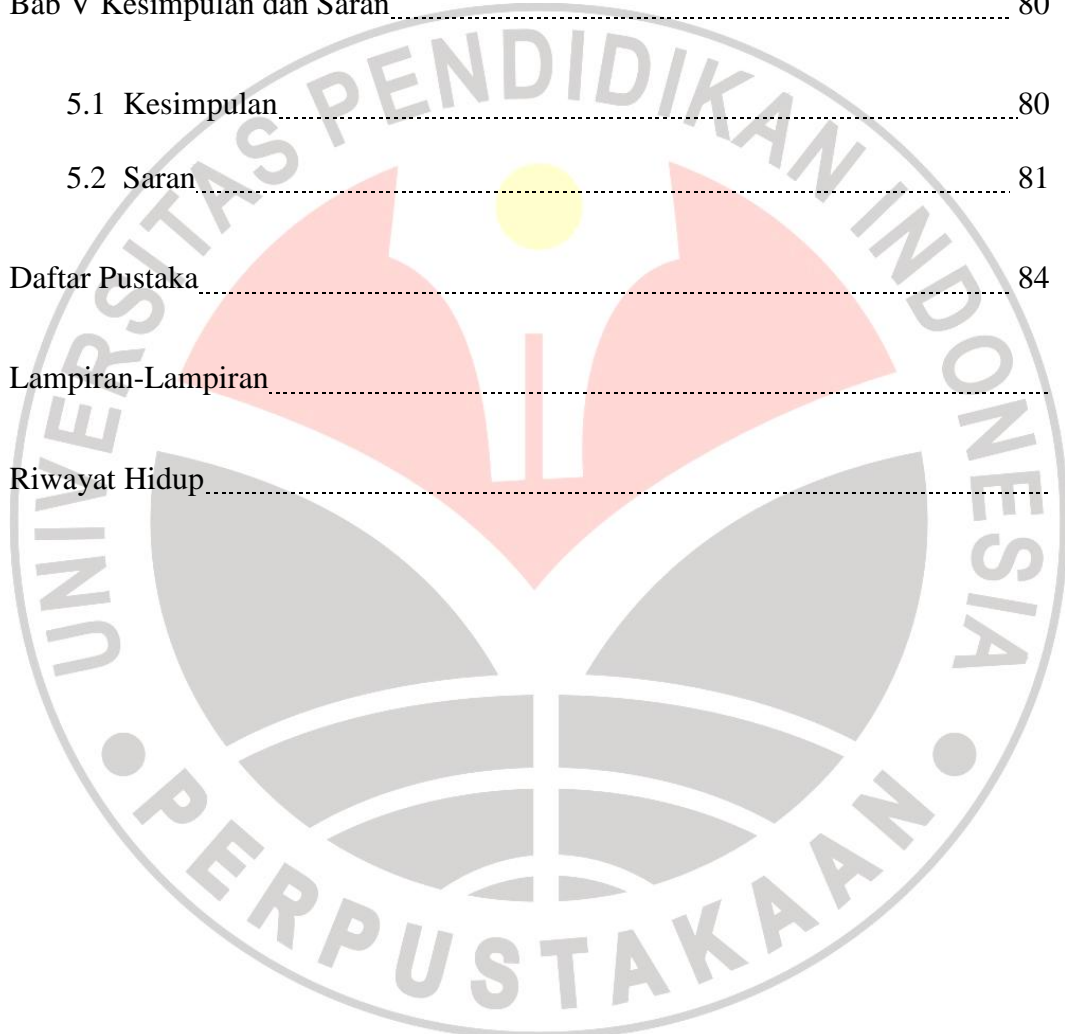 Bab V Kesimpulan dan Saran 80
5.1 Kesimpulan 80
5.2 Saran 81
Daftar Pustaka 84
Lampiran-Lampiran
Riwayat Hidup
UNIVERSITAS PENDIDIKAN INDONESIA
PERPUSTAKAAN